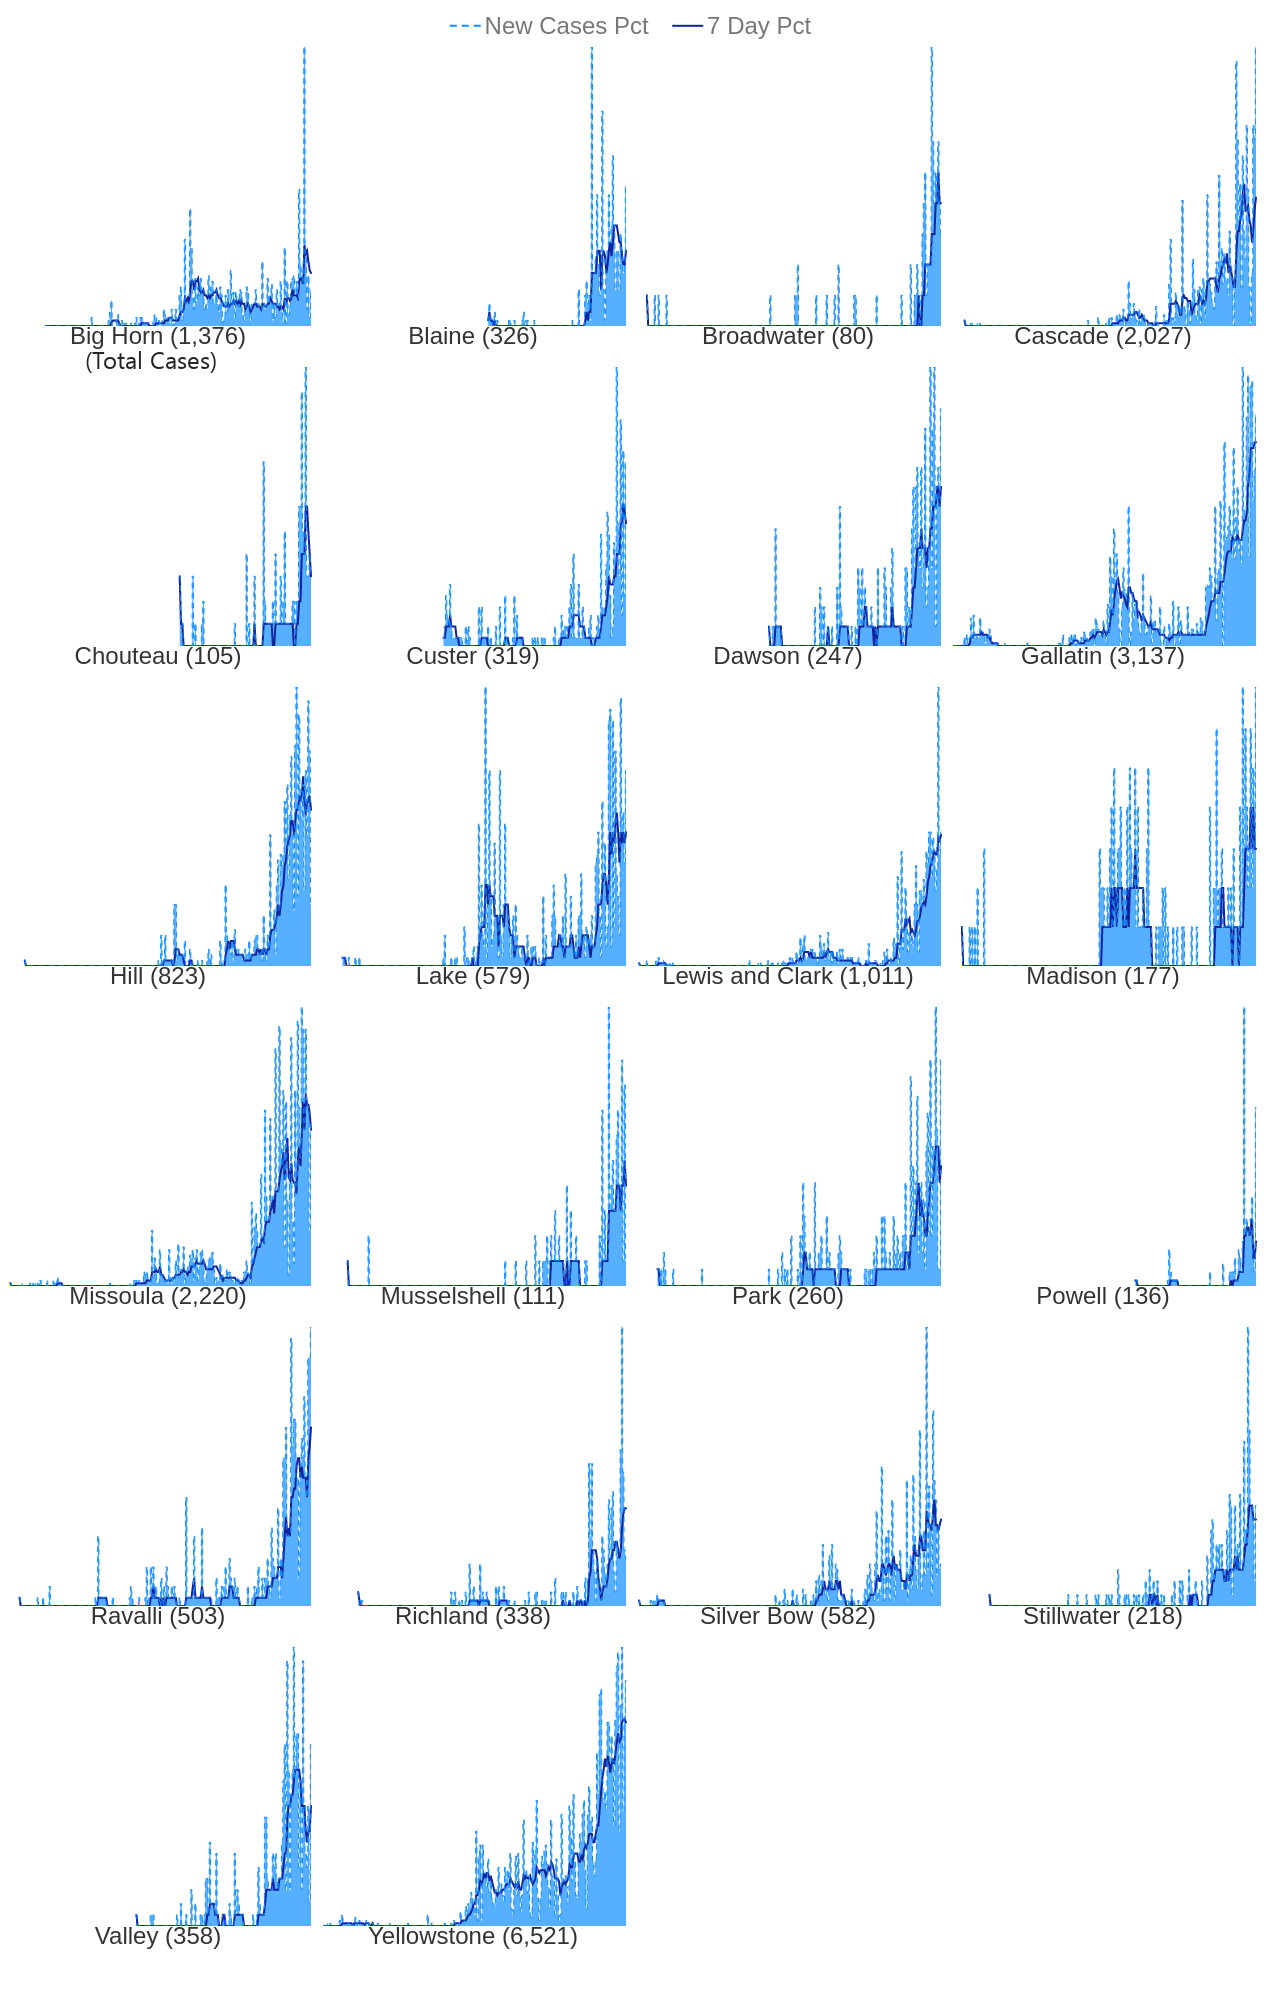 New Cases Pct 7 Day Pct
Big Horn (1,376) Blaine (326) Broadwater (80) Cascade (2,027)
(Total Cases)
Chouteau (105) Custer (319) Dawson (247) Gallatin (3,137)
Hill (823) Lake (579) Lewis and Clark (1,011) Madison (177)
Missoula (2,220) Musselshell (111) Park (260) Powell (136)
Ravalli (503) Richland (338) Silver Bow (582) Stillwater (218)
Valley (358) Yellowstone (6,521)